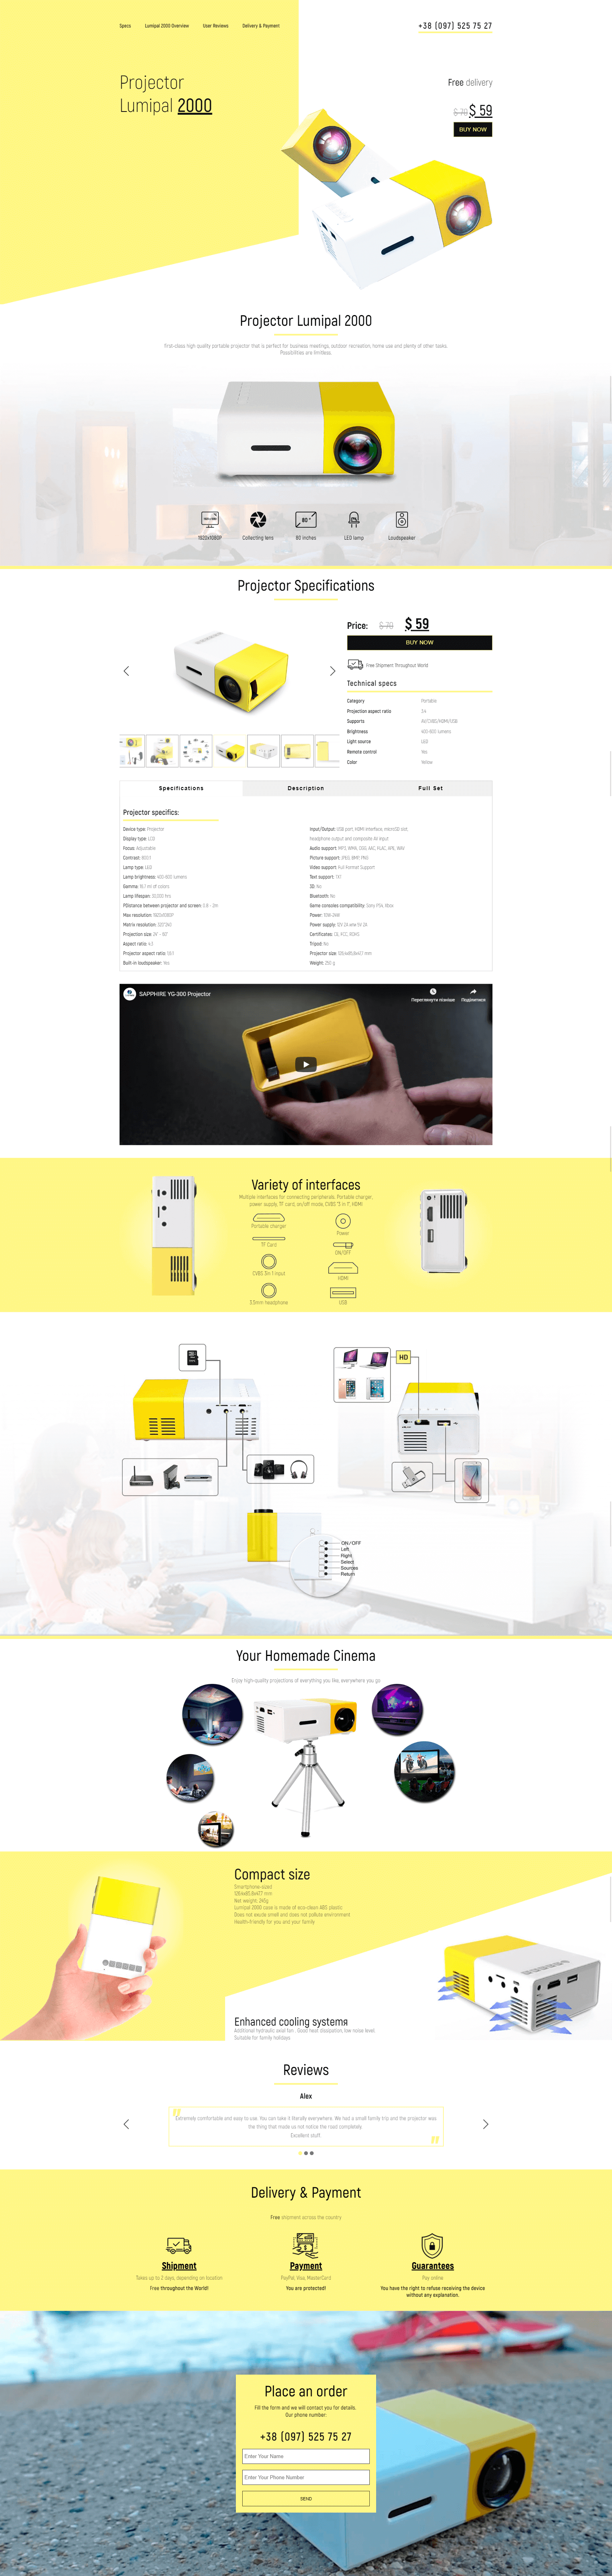 Specs
Lumipal 2000 Overview
User Reviews
Delivery & Payment
+38 (097) 525 75 27
Projector
Lumipal 2000
Free delivery
$ 79 $ 59
BUY NOW
Projector Lumipal 2000
First-class high quality portable projector that is perfect for business meetings, outdoor recreation, home use and plenty of other tasks.
Possibilities are limitless.
1920x1080P
Collecting lens
80 "
80 inches
LED lamp
Loudspeaker
Projector Specifications
Price: $ 79 $ 59
BUY NOW
Free Shipment Throughout World
Technical specs
Category Portable
Projection aspect ratio
Supports AV/CVBS/HDMI/USB
Brightness 400-600 lumens
Light source LED
Remote control Yes
Color Yellow
Specifications
Description
Full Set
Projector specifics:
Device type: Projector
Display type: LCD
Focus: Adjustable
Contrast: 800:1
Lamp type: LED
Lamp brightness: 400-600 lumens
Gamma: 16.7 mil of colors
Lamp lifespan: 30,000 hrs
PDistance between projector and screen: 0.8 - 2m
Max resolution: 1920x1080P
Matrix resolution: 320*240
Projection size: 24" - 60"
Aspect ratio: 4:3
Projector aspect ratio:
Built-in loudspeaker: Yes
Input/Output: USB port, HDMI interface, microSD slot
headphone output and composite AV input
Audio support: MP3, WMA, OGG, AAC, FLAC, APE, WAV
Picture support: JPEG, BMP, PNG
Video support: Full-Format Support
Text support: TXT
3D: No
Bluetooth: No
Game consoles compatibility: Sony PS4, Xbox
Power: 10W-24W
Power supply: 12V 2A или 5V 2A
Certificates: CE, FCC, ROHS
Tripod: No
Projector size: 126x85,8x47,7 mm
Weight: 250 g
SAPPHIRE YG-300 Projector
Переглянути пізніше
Поділитися
Variety of interfaces
Multiple interfaces for connecting peripherals. Portable charger,
power supply, TF card, on/off mode, CVBS "3 in 1", HDMI
Portable charger
Power
TF Card
ON/OFF
CVBS 3in 1 input
HDMI
3.5mm headphone
USB
HD
ON/OFF
Left
Right
Select
Sources
Return
Your Homemade Cinema
Enjoy high-quality projections of everything you like, everywhere you go
Compact size
Smartphone-sized
126x85,8x47,7 mm
Net weight: 245g
Lumipal 2000 case is made of eco-clean ABS plastic
Does not exude smell and does not pollute environment
Health-friendly for you and your family
Enhanced cooling systemя
Additional hydraulic axial fan . Good heat dissipation, low noise level.
Suitable for family holidays
Reviews
Alex
Extremely comfortable and easy-to-use. You can take it literally everywhere. We had a small family trip and the projector was
the thing that made us not notice the road completely.
Excellent stuff.
Delivery & Payment
Free shipment across the country
Shipment
Takes up to 2 days, depending on location
Free throughout the World!
Payment
PayPal, Visa, MasterCard
You are protected!
Guarantees
Pay online
You have the right to refuse receiving the device
without any explanation.
Place an order
Fill the form and we will contact you for details.
Our phone number:
+38 (097) 525 75 27
Enter Your Name
Enter Your Phone Number
SEND